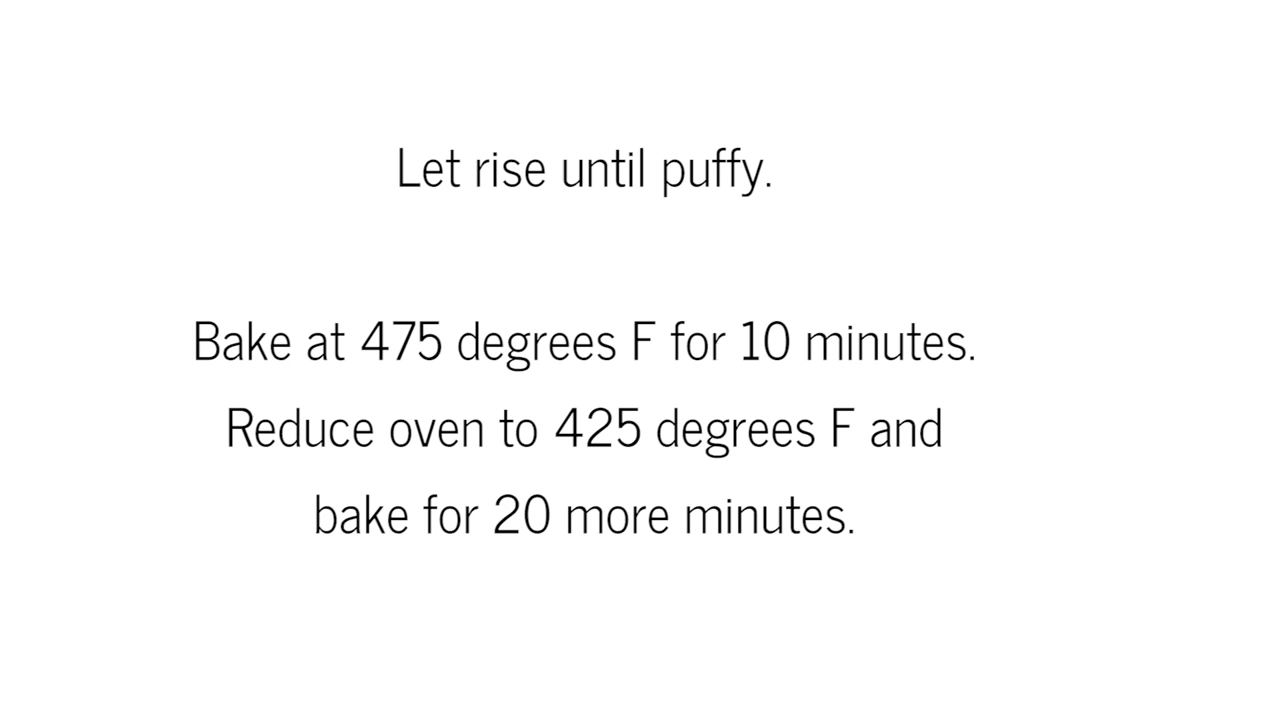 Let rise until puffy.
Bake at 475 degrees F for 10 minutes.
Reduce oven to 425 degrees F and
bake for 20 more minutes.